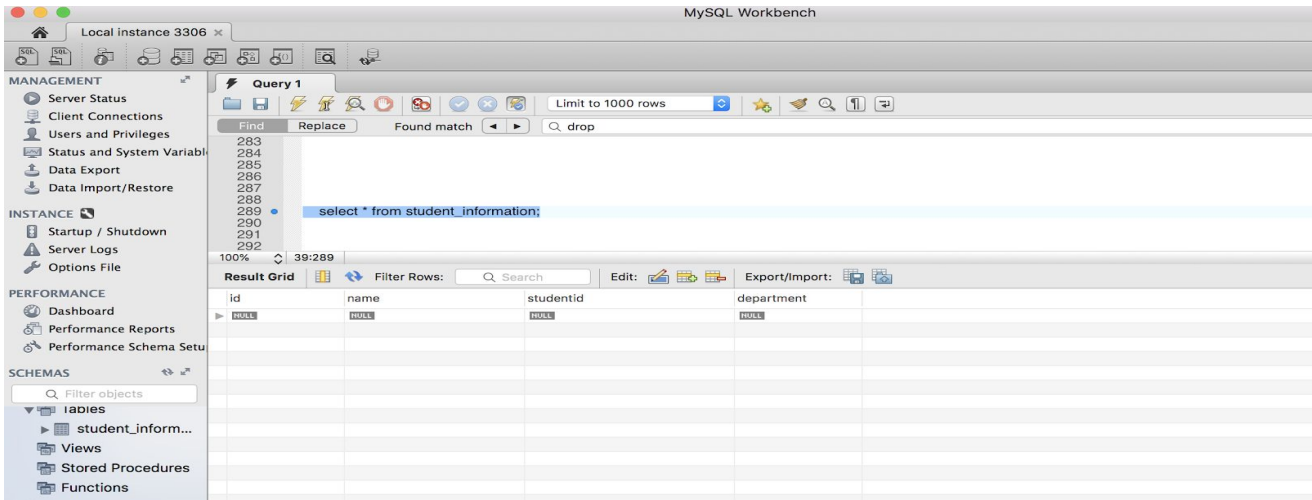 MySQL Workbench
Local instance 3306
MANAGEMENT
Server Status
Client Connections
Users and Privileges
Status and System Variabl
Data Export
Data Import/Restore
INSTANCE
Startup / Shutdown
Server Logs
Options File
PERFORMANCE
Dashboard
Performance Reports
Performance Schema Setu
SCHEMAS
Filter objects
Tables
student_inform...
Views
Stored Procedures
Functions
Query 1
Limit to 1000 rows
Find Replace Found match drop
283
284
285
286
287
288
289 select * from student_information;
290
291
292
100% 39:289
Result Grid Filter Rows: Search Edit: Export/Import:
id name studentid department
NULL NULL NULL NULL